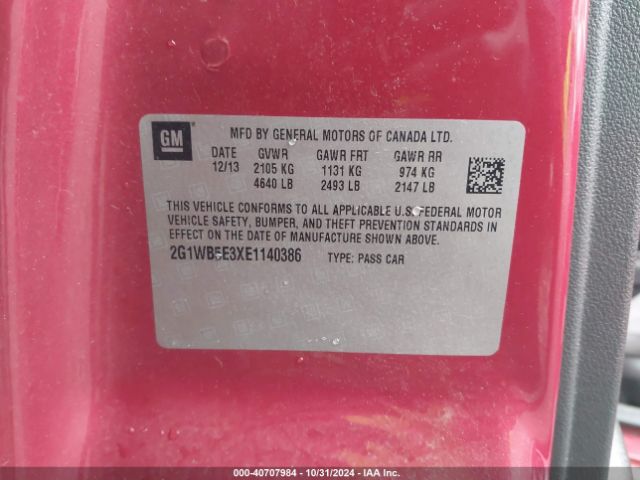 GM
MFD BY GENERAL MOTORS OF CANADA LTD.
DATE GVWR GAWR FRT GAWR RR
12/13 2105 KG 1131 KG 974 KG
4640 LB 2493 LB 2147 LB
THIS VEHICLE CONFORMS TO ALL APPLICABLE U.S. FEDERAL MOTOR
VEHICLE SAFETY, BUMPER, AND THEFT PREVENTION STANDARDS IN
EFFECT ON THE DATE OF MANUFACTURE SHOWN ABOVE.
2G1WB5E3XE1140386 TYPE: PASS CAR
000-40707984 | 10/31/2024 | IAA Inc.